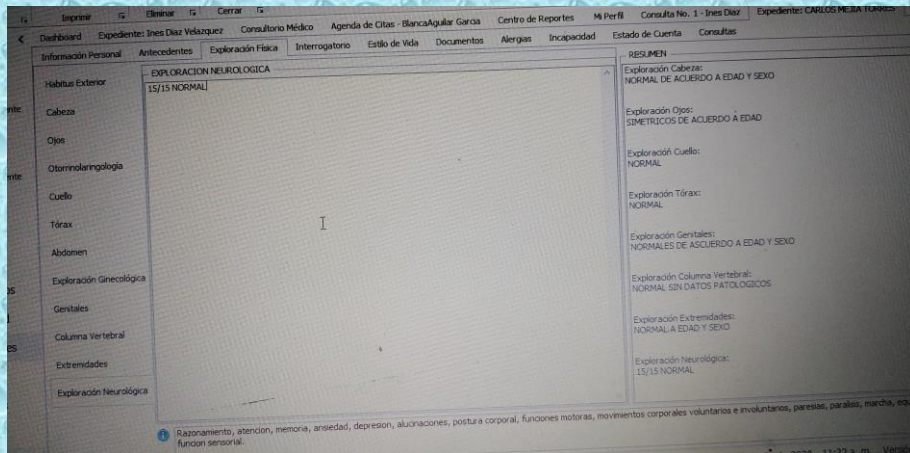 Imprimir Eliminar Cerrar
Dashboard Expediente: Ines Diaz Velazquez Consultorio Médico Agenda de Citas - BlancaAguilar Garcia Centro de Reportes Mi Perfil Consulta No. 1 - Ines Diaz Expediente: CARLOS MEJIA TORRES
Información Personal Antecedentes Exploración Física Interrogatorio Estilo de Vida Documentos Alergias Incapacidad Estado de Cuenta Consultas
EXPLORACION NEUROLOGICA
15/15 NORMAL
Habitus Exterior
Cabeza
Ojos
Otorrinolaringología
Cuello
Tórax
Abdomen
Exploración Ginecológica
Genitales
Columna Vertebral
Extremidades
Exploración Neurológica
RESUMEN
Exploración Cabeza:
NORMAL DE ACUERDO A EDAD Y SEXO
Exploración Ojos:
SIMETRICOS DE ACUERDO A EDAD
Exploración Cuello:
NORMAL
Exploración Tórax:
NORMAL
Exploración Genitales:
NORMALES DE ASCUERDO A EDAD Y SEXO
Exploración Columna Vertebral:
NORMAL SIN DATOS PATOLOGICOS
Exploración Extremidades:
NORMAL A EDAD Y SEXO
Exploración Neurológica:
15/15 NORMAL
Razonamiento, atencion, memoria, ansiedad, depresion, alucinaciones, postura corporal, funciones motoras, movimientos corporales voluntarios e involuntarios, paresias, paralisis, marcha,
funcion sensorial.